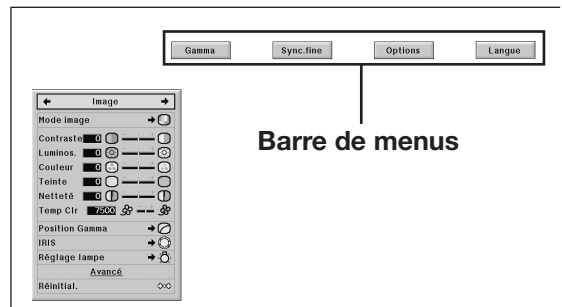 Gamma Sync.fine Options Langue
Image
Mode image
Contraste 0
Luminos. 0
Couleur 0
Teinte 0
Netteté 0
Temp Clr 7500
Position Gamma
IRIS
Réglage lampe
Avancé
Réinitial.
Barre de menus